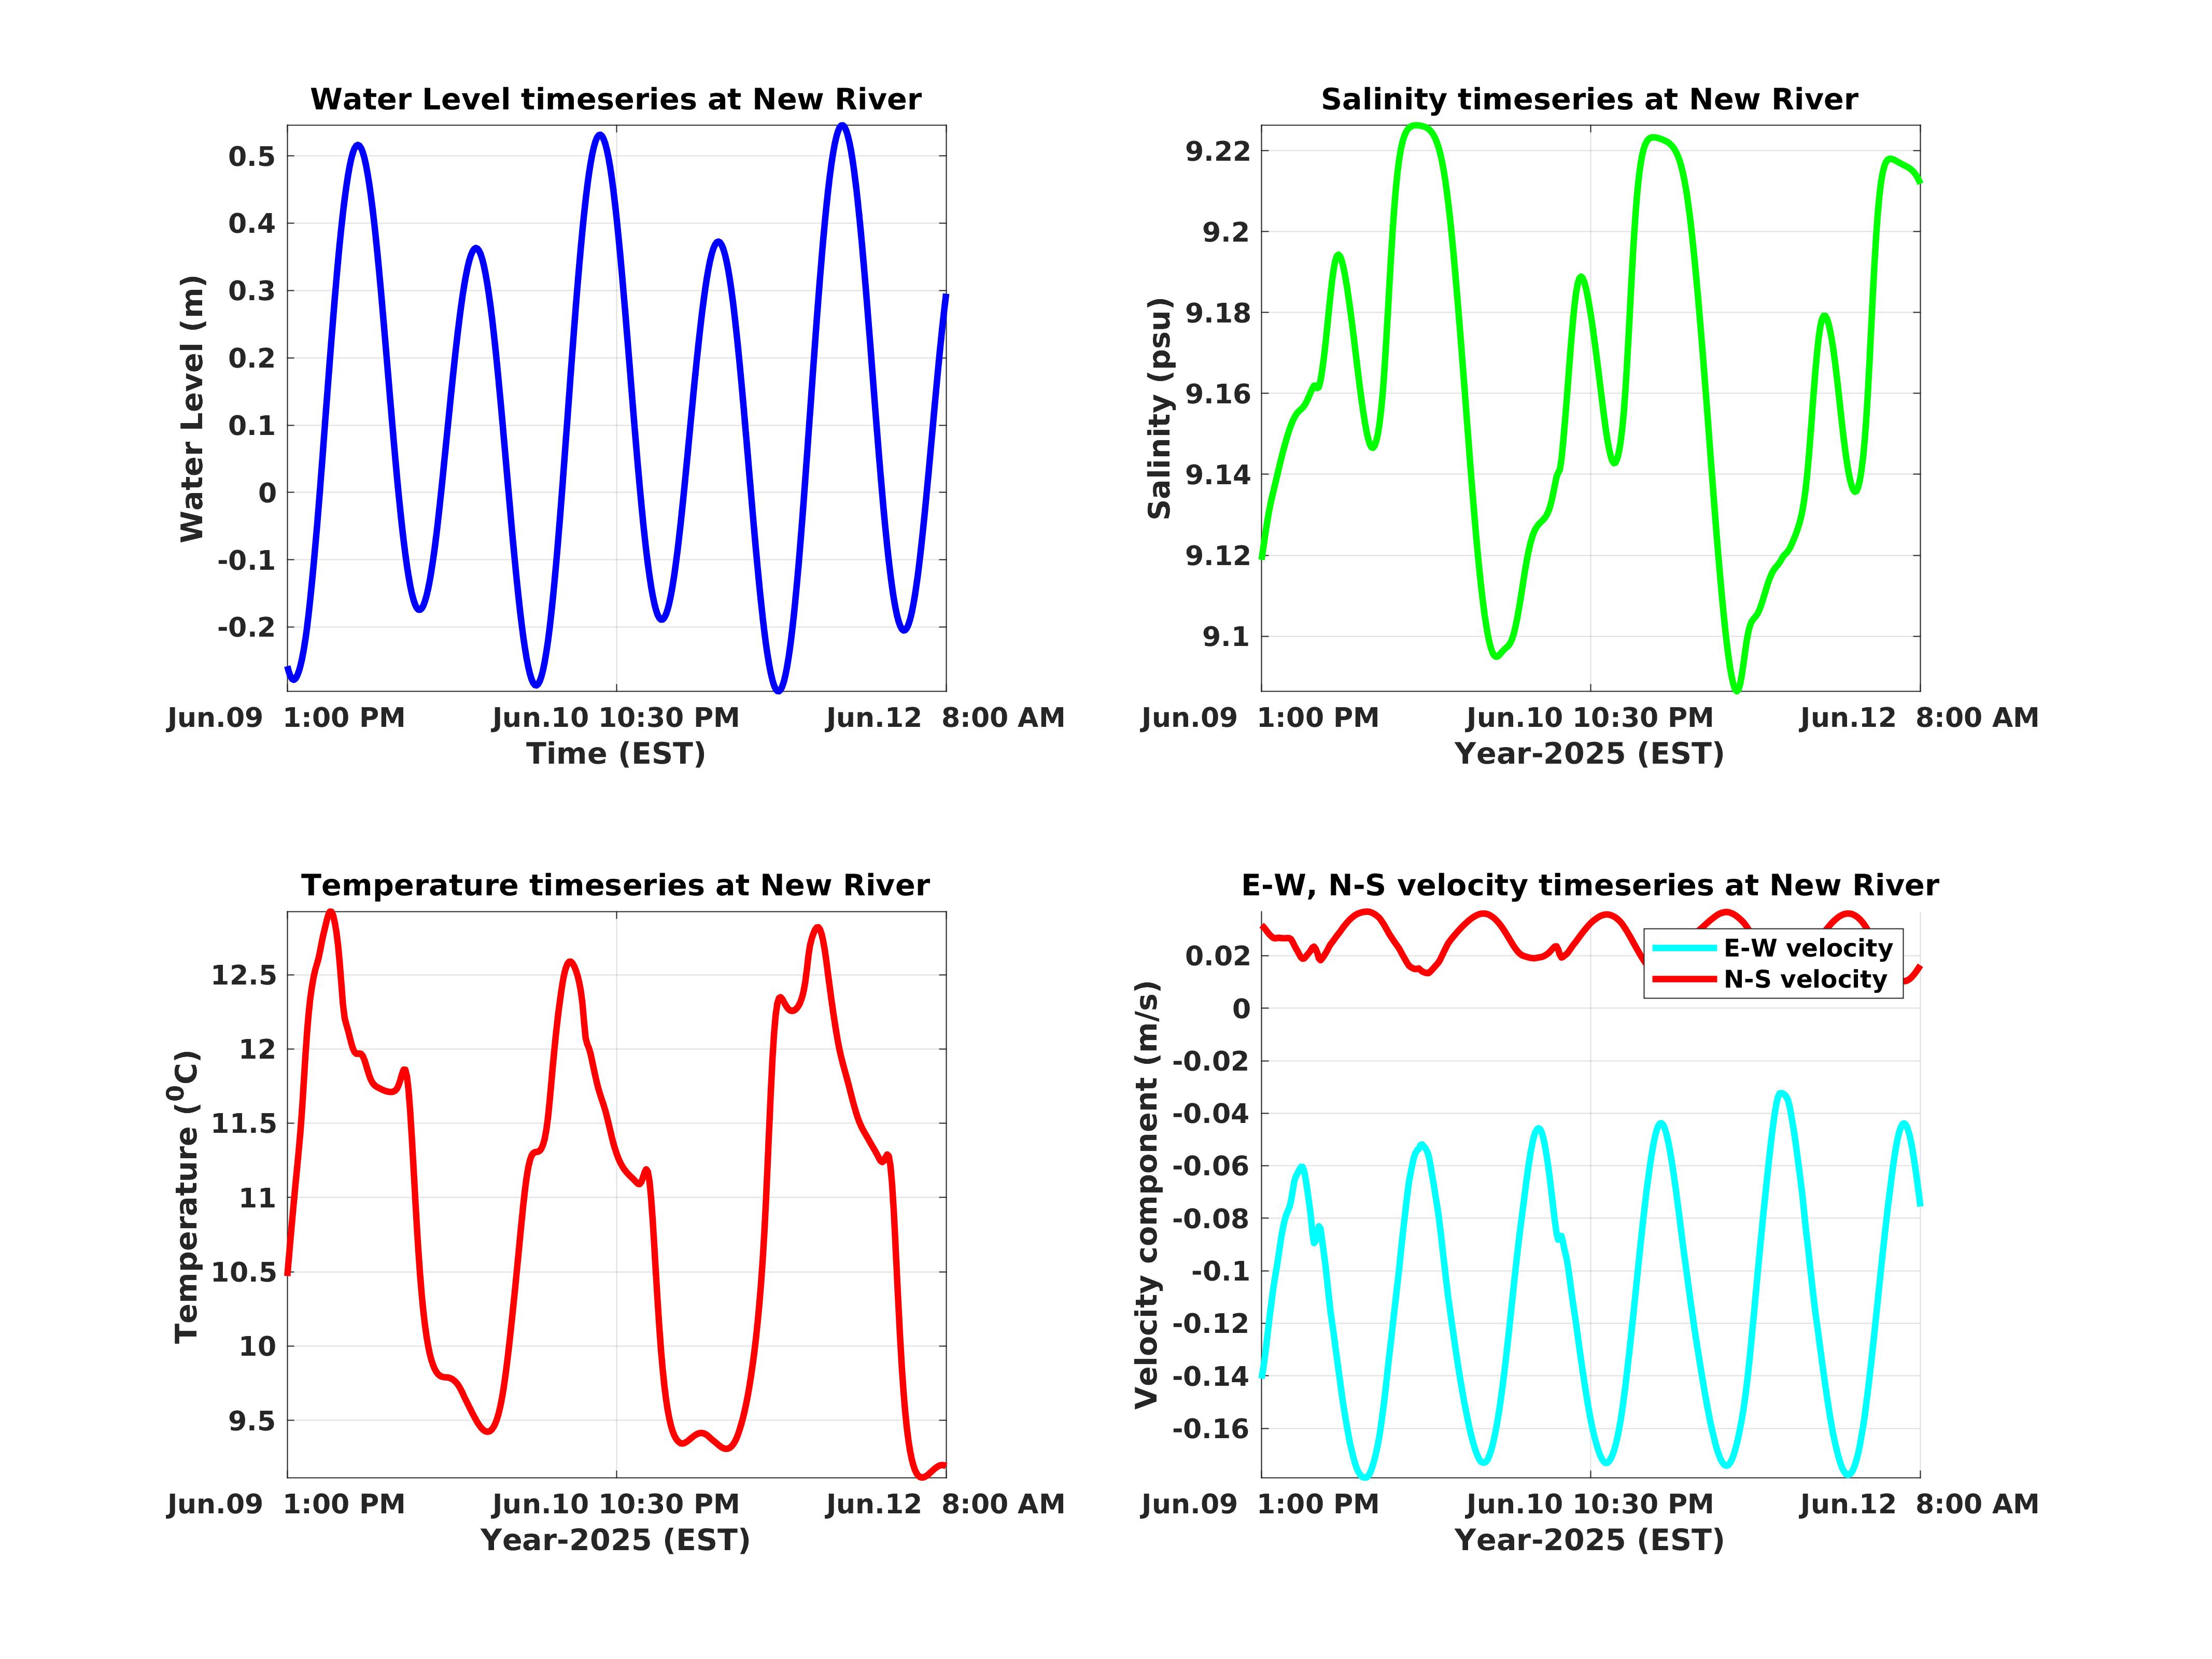 Water Level timeseries at New River
0.5
0.4
0.3
0.2
0.1
0
-0.1
-0.2
Water Level (m)
Jun.09 1:00 PM
Jun.10 10:30 PM
Jun.12 8:00 AM
Time (EST)
Salinity timeseries at New River
9.22
9.2
9.18
9.16
9.14
9.12
9.1
Salinity (psu)
Jun.09 1:00 PM
Jun.10 10:30 PM
Jun.12 8:00 AM
Year-2025 (EST)
Temperature timeseries at New River
12.5
12
11.5
11
10.5
10
9.5
Temperature (⁰C)
Jun.09 1:00 PM
Jun.10 10:30 PM
Jun.12 8:00 AM
Year-2025 (EST)
E-W, N-S velocity timeseries at New River
E-W velocity
N-S velocity
0.02
0
-0.02
-0.04
-0.06
-0.08
-0.1
-0.12
-0.14
-0.16
Velocity component (m/s)
Jun.09 1:00 PM
Jun.10 10:30 PM
Jun.12 8:00 AM
Year-2025 (EST)